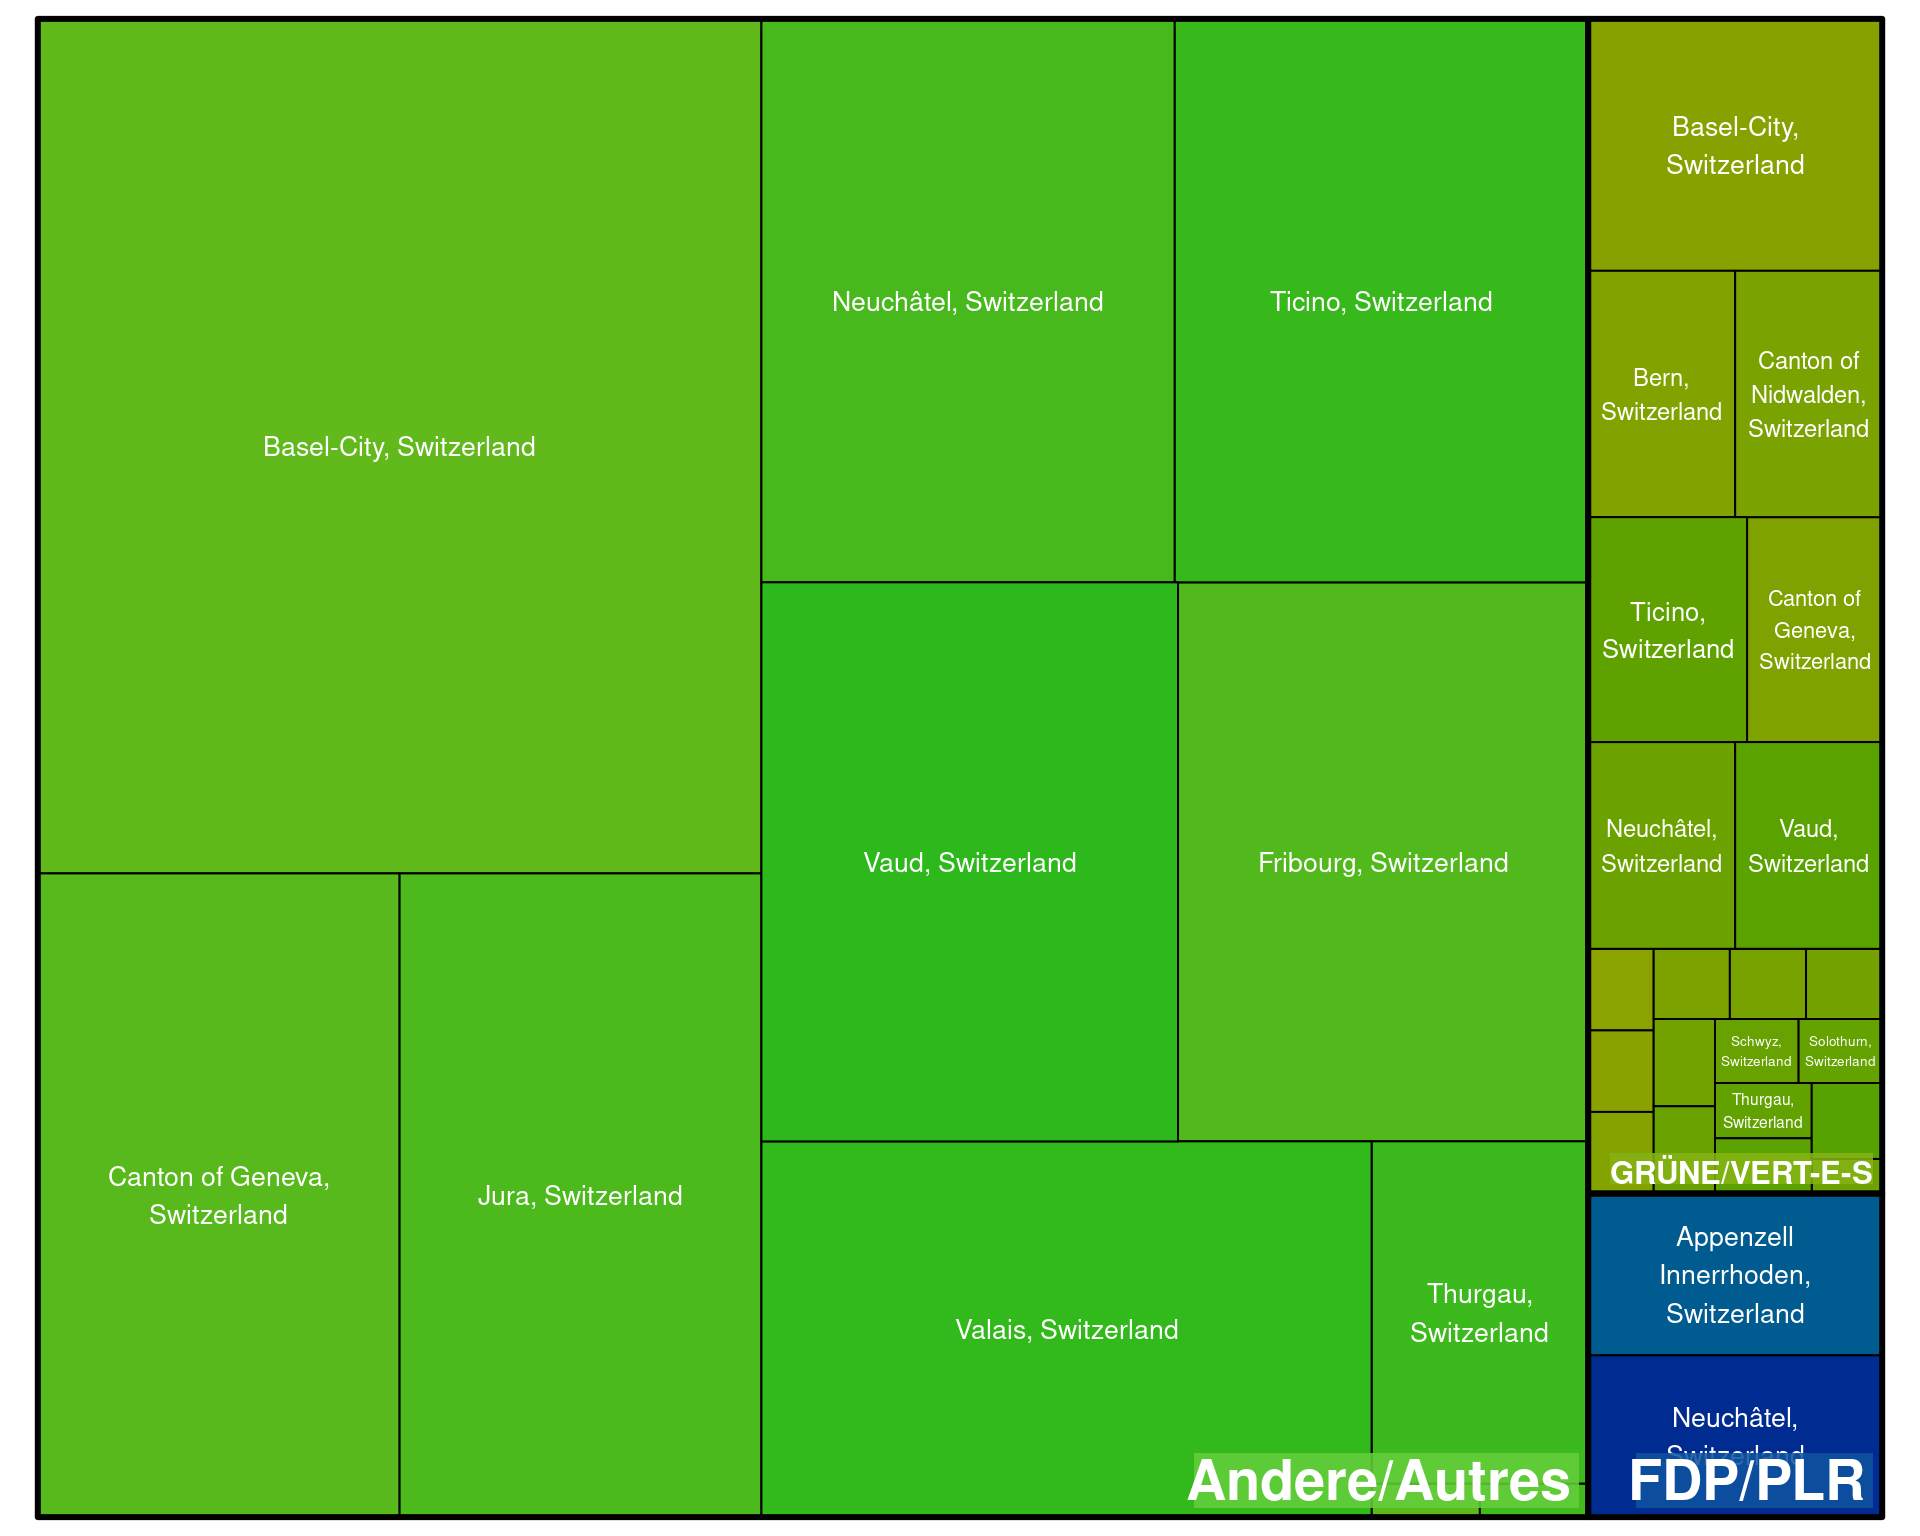 Basel-City, Switzerland
Neuchâtel, Switzerland
Ticino, Switzerland
Vaud, Switzerland
Fribourg, Switzerland
Canton of Geneva,
Switzerland
Jura, Switzerland
Valais, Switzerland
Thurgau,
Switzerland
Andere/Autres
Basel-City,
Switzerland
Bern,
Switzerland
Canton of
Nidwalden,
Switzerland
Ticino,
Switzerland
Canton of
Geneva,
Switzerland
Neuchâtel,
Switzerland
Vaud,
Switzerland
Schwyz,
Switzerland
Solothurn,
Switzerland
Thurgau,
Switzerland
GRÜNE/VERT-E-S
Appenzell
Innerrhoden,
Switzerland
Neuchâtel,
Switzerland
FDP/PLR